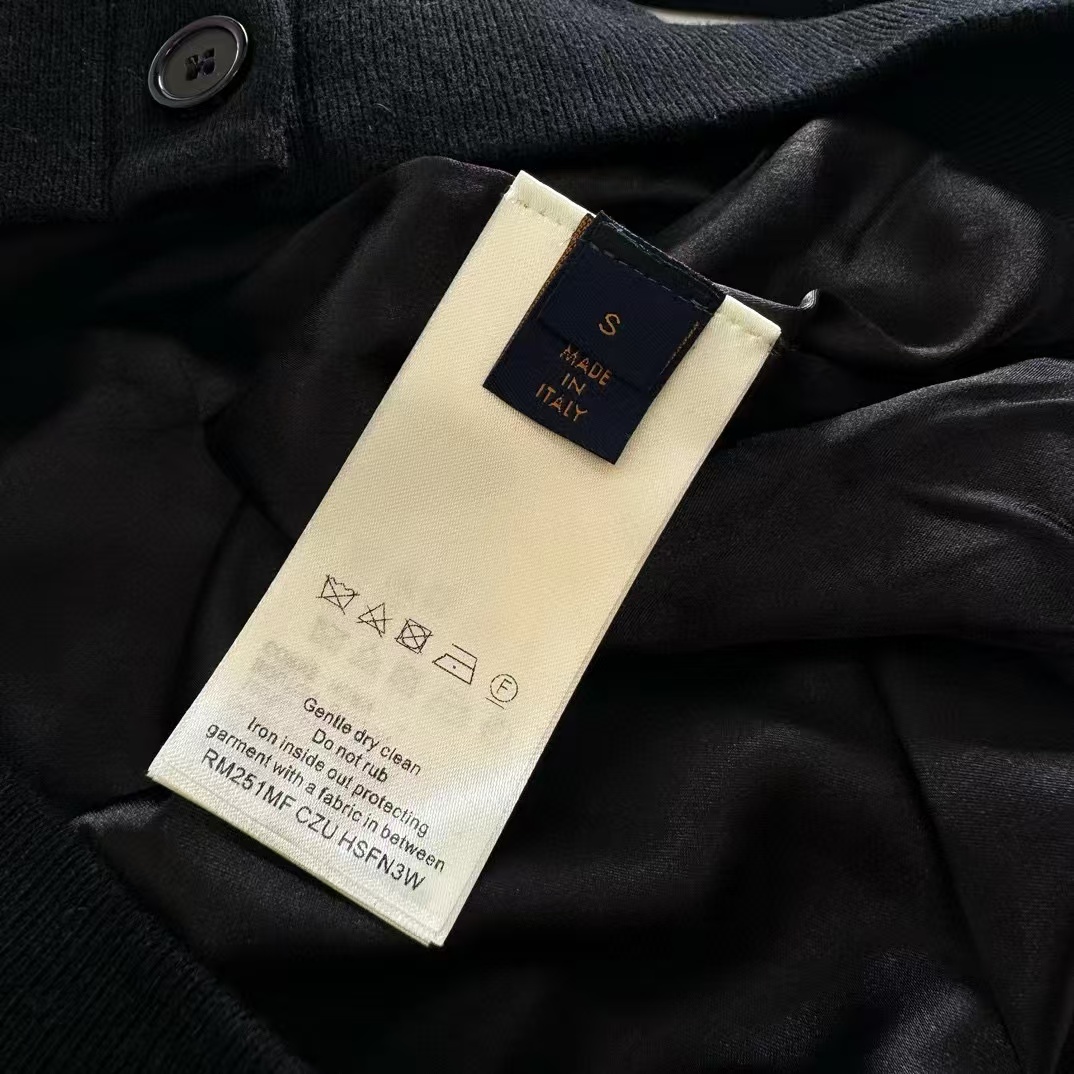 S
MADE
IN
ITALY
F
Gentle dry clean
Do not rub
Iron inside out protecting
garment with a fabric in between
RM251MF CZU HSFN3W